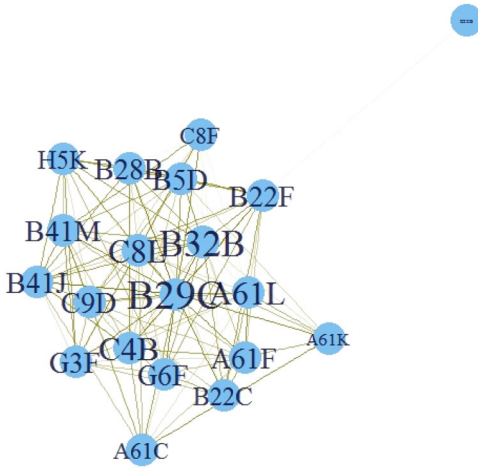 C8F
H5K
B28B
B5D
B22F
B41M
C8L
B32B
B41J
C9D
B29C
A61L
G3F
C4B
G6F
A61F
A61K
B22C
A61C